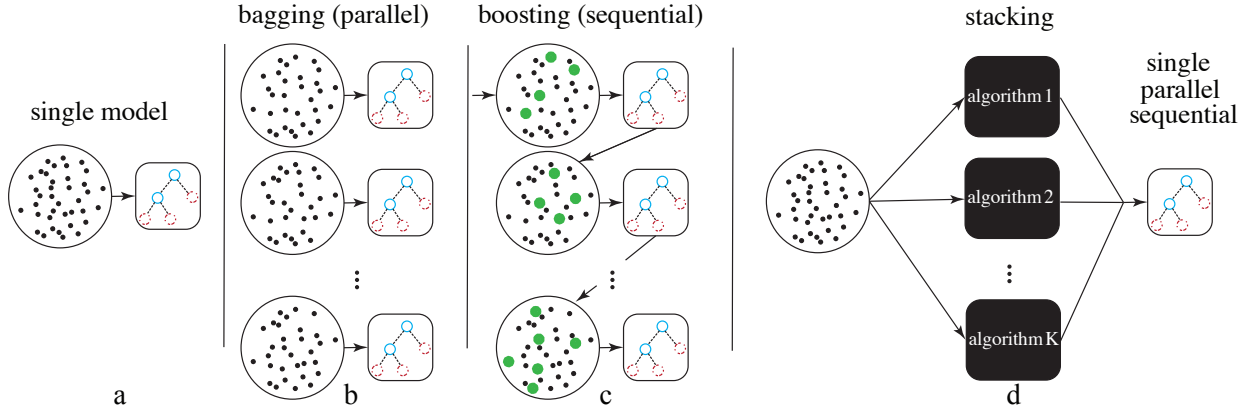 single model
a
bagging (parallel)
b
boosting (sequential)
c
stacking
algorithm 1
algorithm 2
algorithm K
single
parallel
sequential
d